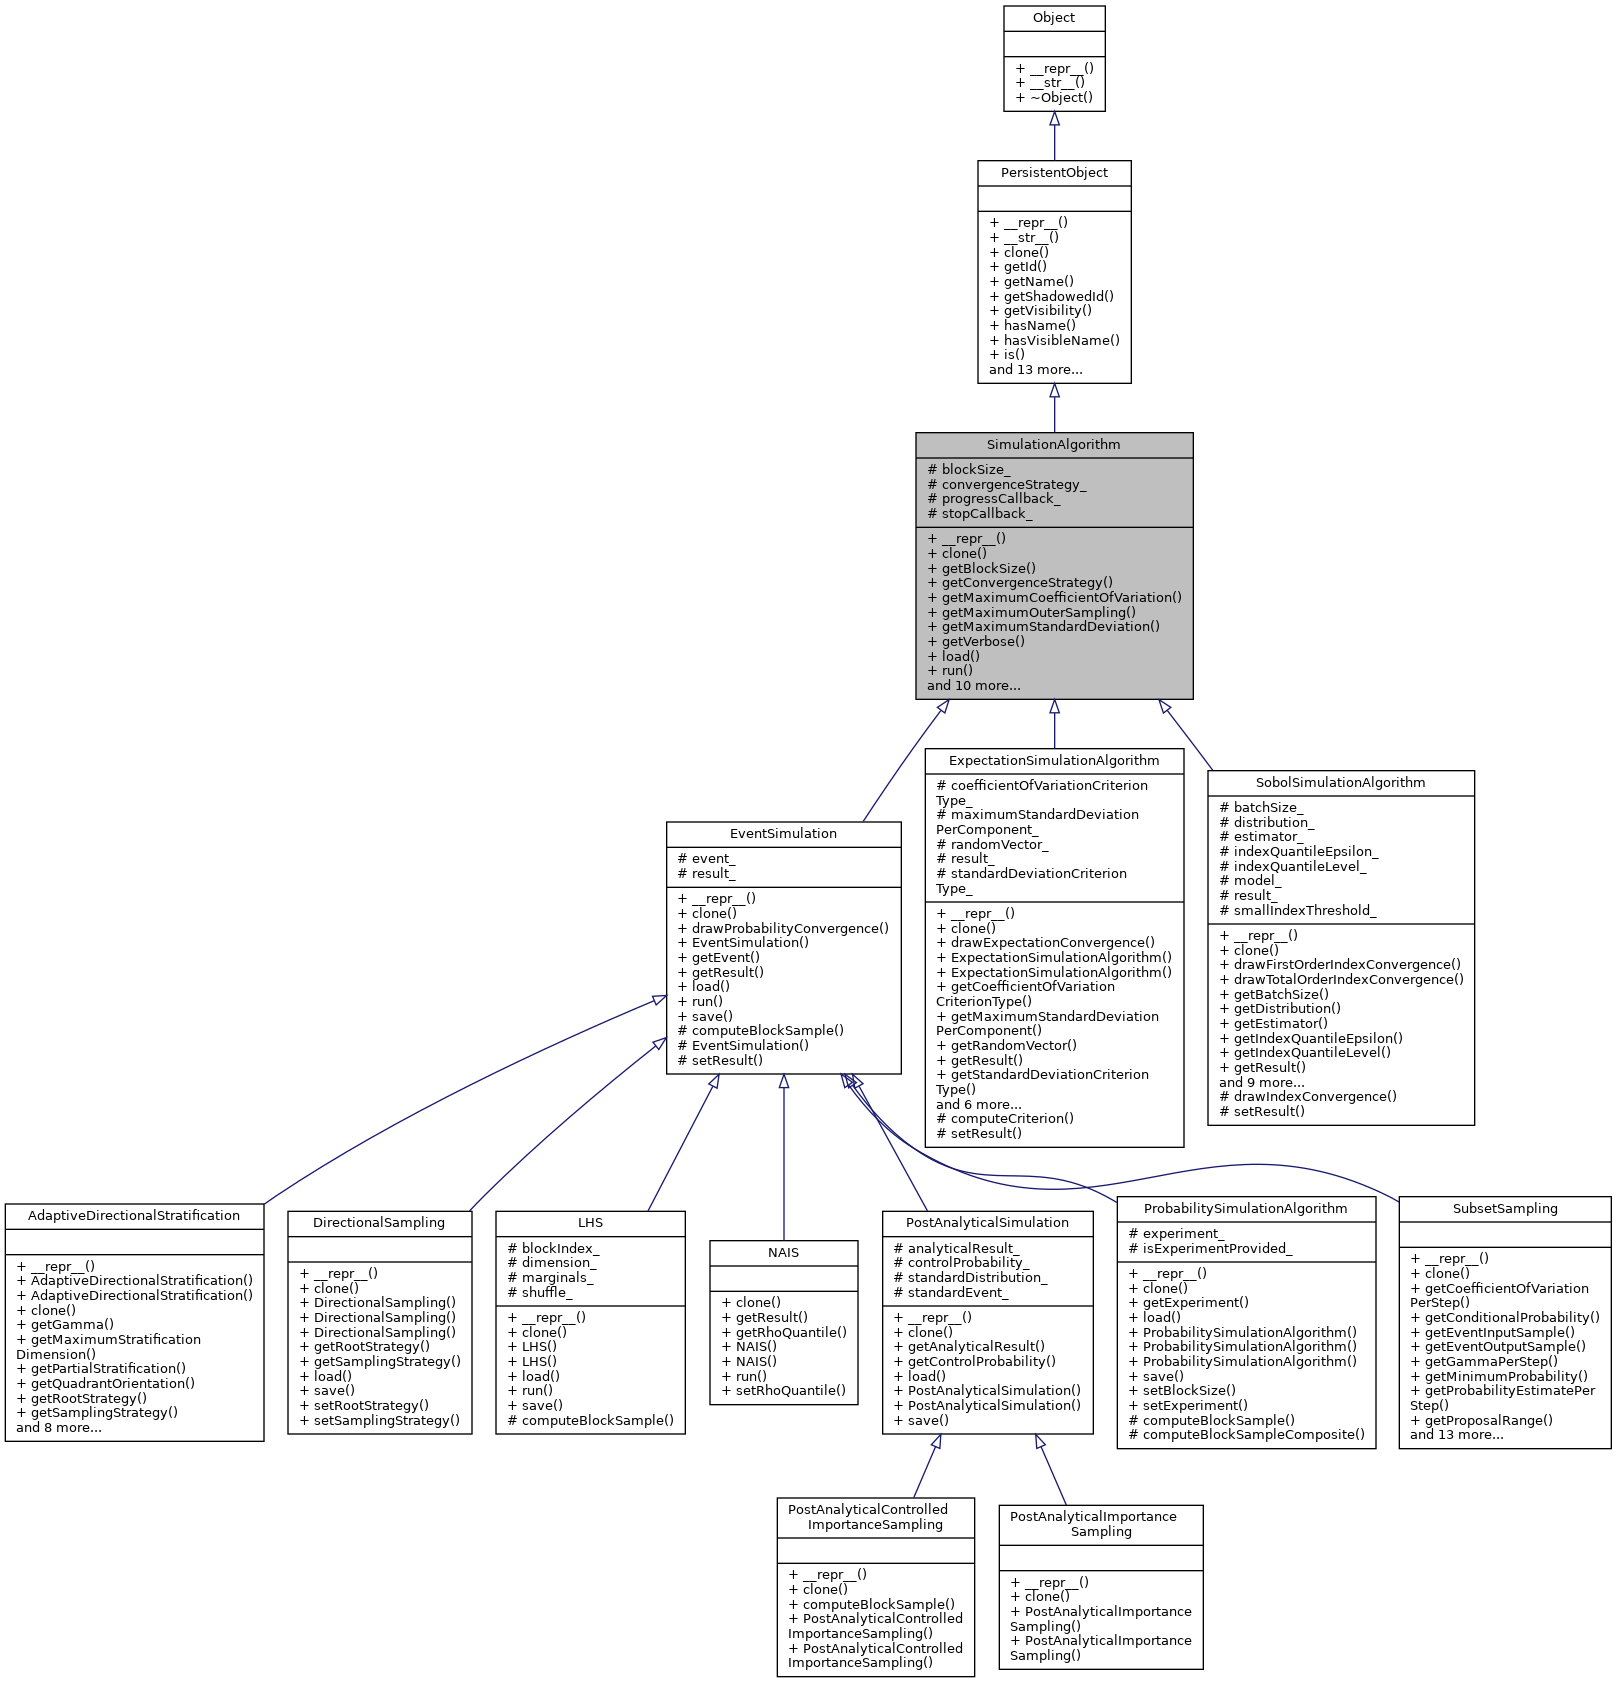 Object
+ __repr__()
+ __str__()
+ ~Object()
PersistentObject
+ __repr__()
+ __str__()
+ clone()
+ getId()
+ getName()
+ getShadowedId()
+ getVisibility()
+ hasName()
+ hasVisibleName()
+ is()
and 13 more...
SimulationAlgorithm
# blockSize_
# convergenceStrategy_
# progressCallback_
# stopCallback_
+ __repr__()
+ clone()
+ getBlockSize()
+ getConvergenceStrategy()
+ getMaximumCoefficientOfVariation()
+ getMaximumOuterSampling()
+ getMaximumStandardDeviation()
+ getVerbose()
+ load()
+ run()
and 10 more...
EventSimulation
# event_
# result_
+ __repr__()
+ clone()
+ drawProbabilityConvergence()
+ EventSimulation()
+ getEvent()
+ getResult()
+ load()
+ run()
+ save()
# computeBlockSample()
# EventSimulation()
# setResult()
ExpectationSimulationAlgorithm
# coefficientOfVariationCriterion
Type_
# maximumStandardDeviation
PerComponent_
# randomVector_
# result_
# standardDeviationCriterion
Type_
+ __repr__()
+ clone()
+ drawExpectationConvergence()
+ ExpectationSimulationAlgorithm()
+ ExpectationSimulationAlgorithm()
+ getCoefficientOfVariation
CriterionType()
+ getMaximumStandardDeviation
PerComponent()
+ getRandomVector()
+ getResult()
+ getStandardDeviationCriterion
Type()
and 6 more...
# computeCriterion()
# setResult()
SobolSimulationAlgorithm
# batchSize_
# distribution_
# estimator_
# indexQuantileEpsilon_
# indexQuantileLevel_
# model_
# result_
# smallIndexThreshold_
+ __repr__()
+ clone()
+ drawFirstOrderIndexConvergence()
+ drawTotalOrderIndexConvergence()
+ getBatchSize()
+ getDistribution()
+ getEstimator()
+ getIndexQuantileEpsilon()
+ getIndexQuantileLevel()
+ getResult()
and 9 more...
# drawIndexConvergence()
# setResult()
AdaptiveDirectionalStratification
+ __repr__()
+ AdaptiveDirectionalStratification()
+ AdaptiveDirectionalStratification()
+ clone()
+ getGamma()
+ getMaximumStratification
Dimension()
+ getPartialStratification()
+ getQuadrantOrientation()
+ getRootStrategy()
+ getSamplingStrategy()
and 8 more...
DirectionalSampling
+ __repr__()
+ clone()
+ DirectionalSampling()
+ DirectionalSampling()
+ DirectionalSampling()
+ getRootStrategy()
+ getSamplingStrategy()
+ load()
+ save()
+ setRootStrategy()
+ setSamplingStrategy()
LHS
# blockIndex_
# dimension_
# marginals_
# shuffle_
+ __repr__()
+ clone()
+ LHS()
+ LHS()
+ load()
+ run()
+ save()
# computeBlockSample()
NAIS
+ clone()
+ getResult()
+ getRhoQuantile()
+ NAIS()
+ NAIS()
+ run()
+ setRhoQuantile()
PostAnalyticalSimulation
# analyticalResult_
# controlProbability_
# standardDistribution_
# standardEvent_
+ __repr__()
+ clone()
+ getAnalyticalResult()
+ getControlProbability()
+ load()
+ PostAnalyticalSimulation()
+ PostAnalyticalSimulation()
+ save()
ProbabilitySimulationAlgorithm
# experiment_
# isExperimentProvided_
+ __repr__()
+ clone()
+ getExperiment()
+ load()
+ ProbabilitySimulationAlgorithm()
+ ProbabilitySimulationAlgorithm()
+ ProbabilitySimulationAlgorithm()
+ save()
+ setBlockSize()
+ setExperiment()
# computeBlockSample()
# computeBlockSampleComposite()
SubsetSampling
+ __repr__()
+ clone()
+ getCoefficientOfVariation
PerStep()
+ getConditionalProbability()
+ getEventInputSample()
+ getEventOutputSample()
+ getGammaPerStep()
+ getMinimumProbability()
+ getProbabilityEstimatePer
Step()
+ getProposalRange()
and 13 more...
PostAnalyticalControlled
ImportanceSampling
+ __repr__()
+ clone()
+ computeBlockSample()
+ PostAnalyticalControlled
ImportanceSampling()
+ PostAnalyticalControlled
ImportanceSampling()
PostAnalyticalImportance
Sampling
+ __repr__()
+ clone()
+ PostAnalyticalImportance
Sampling()
+ PostAnalyticalImportance
Sampling()